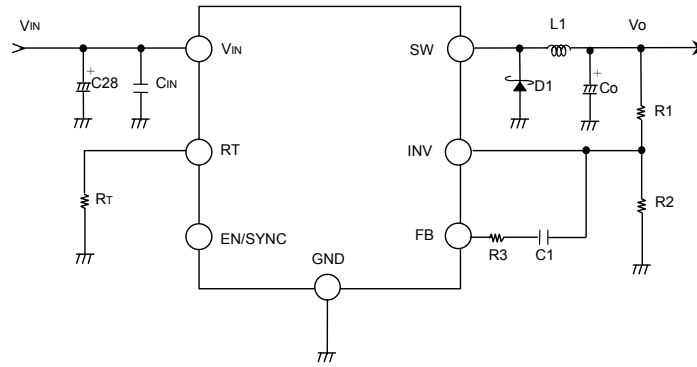 VIN
L1
Vo
VIN
SW
+
C28
CIN
D1
+
Co
R1
RT
INV
RT
R2
EN/SYNC
FB
GND
R3
C1